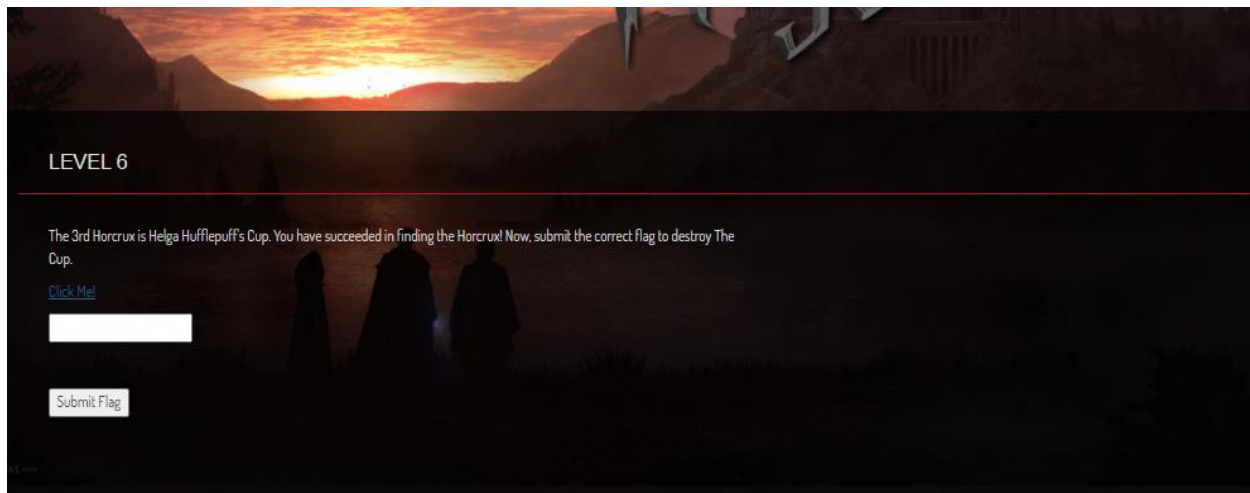 LEVEL 6
The 3rd Horcrux is Helga Hufflepuff's Cup. You have succeeded in finding the Horcrux! Now, submit the correct flag to destroy The
Cup.
Click Me!
Submit Flag